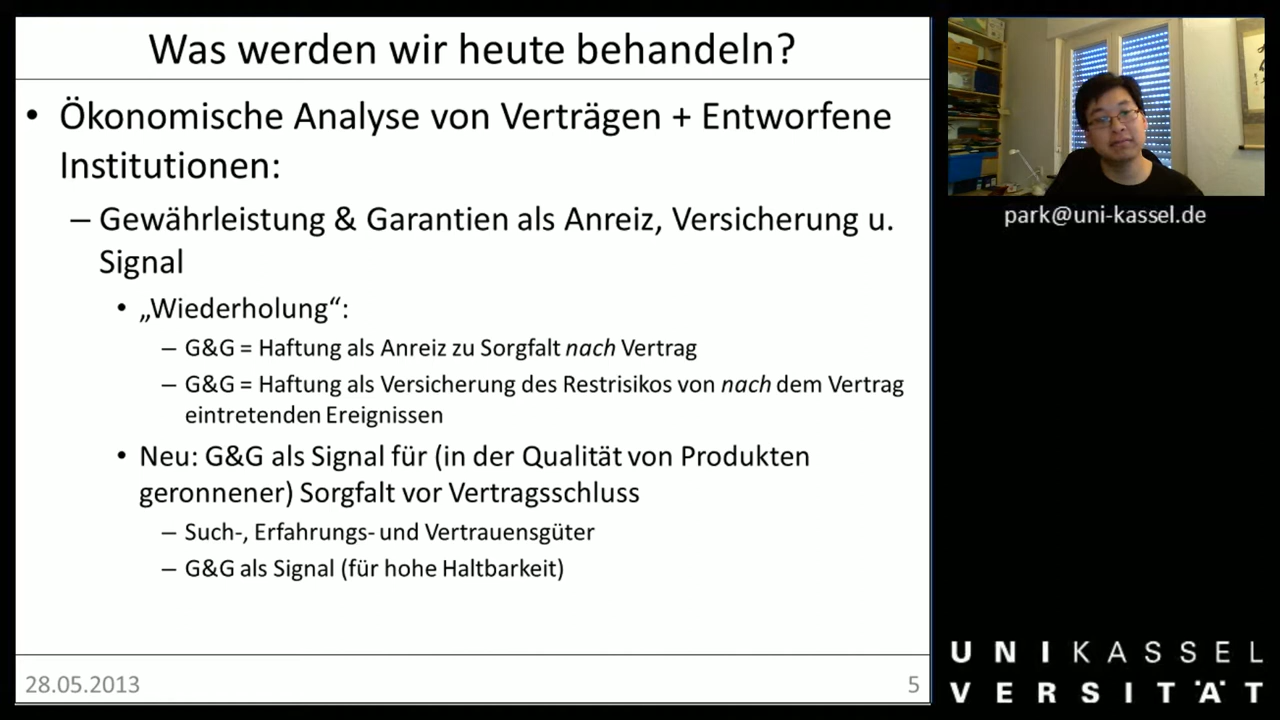 Was werden wir heute behandeln?
• Ökonomische Analyse von Verträgen + Entworfene
Institutionen:
– Gewährleistung & Garantien als Anreiz, Versicherung u.
Signal
• „Wiederholung“:
– G&G = Haftung als Anreiz zu Sorgfalt nach Vertrag
– G&G = Haftung als Versicherung des Restrisikos von nach dem Vertrag
eintretenden Ereignissen
• Neu: G&G als Signal für (in der Qualität von Produkten
geronnener) Sorgfalt vor Vertragsschluss
– Such-, Erfahrungs- und Vertrauensgüter
– G&G als Signal (für hohe Haltbarkeit)
28.05.2013
5
park@uni-kassel.de
UNIKASSEL
VERSITÄT